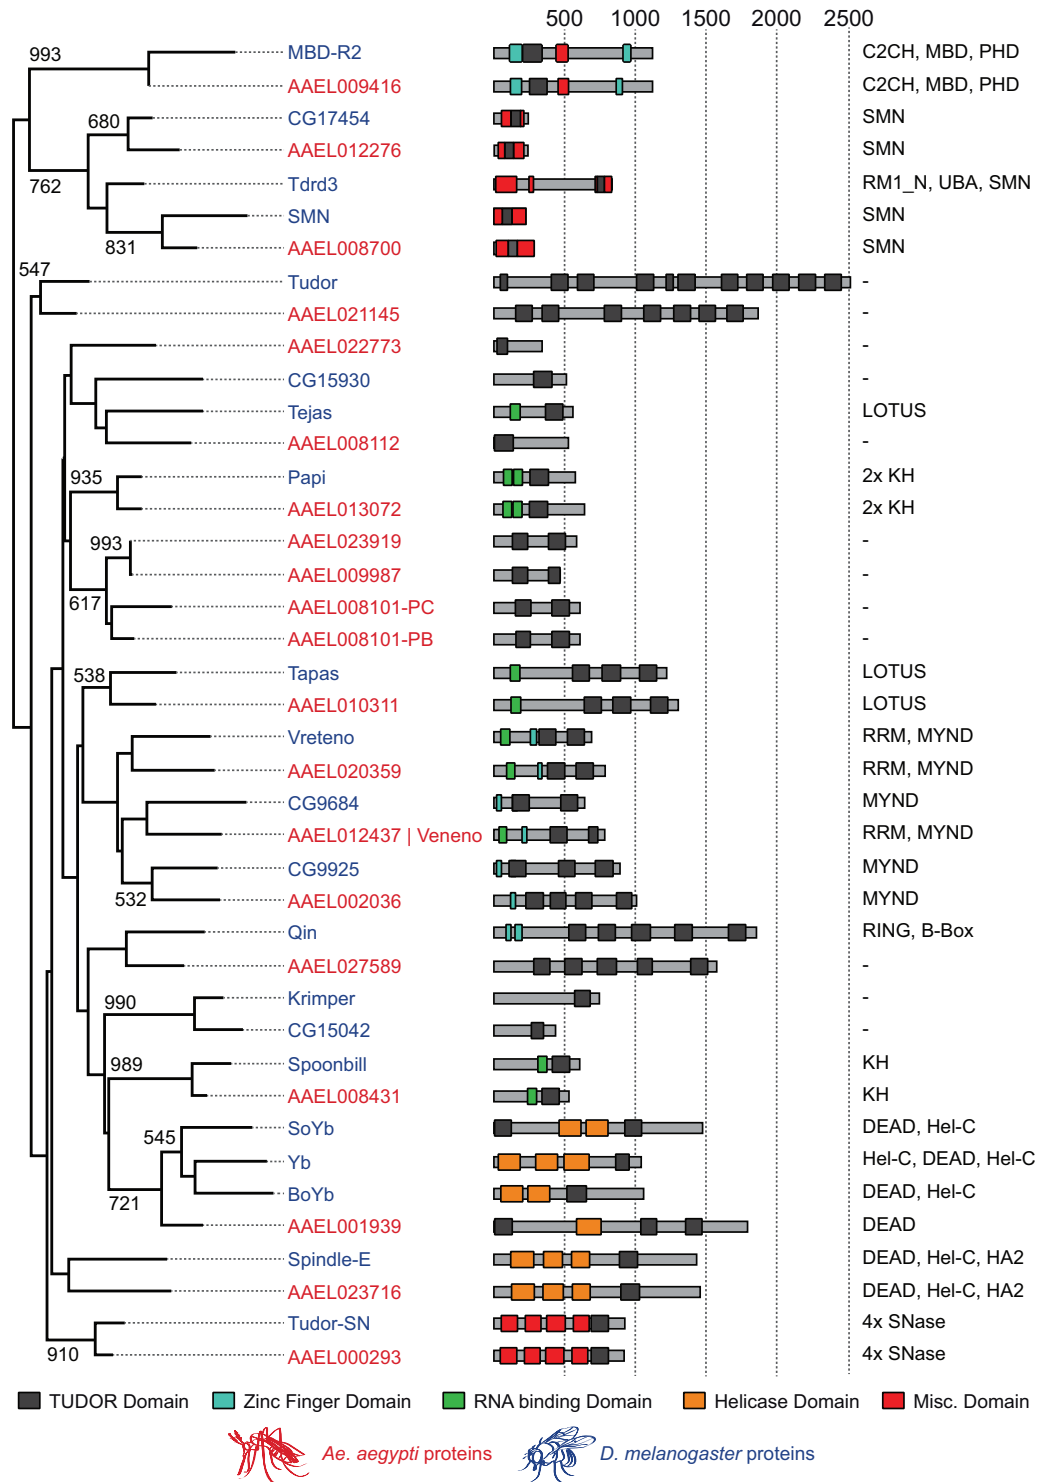 500 1000 1500 2000 2500
993 MBD-R2 C2CH, MBD, PHD
AAEL009416 C2CH, MBD, PHD
680 CG17454 SMN
AAEL012276 SMN
762 Tdrd3 RM1_N, UBA, SMN
SMN SMN
831 AAEL008700 SMN
547 Tudor -
AAEL021145 -
AAEL022773 -
CG15930 -
Tejas LOTUS
AAEL008112 -
935 Papi 2x KH
AAEL013072 2x KH
993 AAEL023919 -
AAEL009987 -
617 AAEL008101-PC -
AAEL008101-PB -
538 Tapas LOTUS
AAEL010311 LOTUS
Vreteno RRM, MYND
AAEL020359 RRM, MYND
CG9684 MYND
AAEL012437 | Veneno RRM, MYND
CG9925 MYND
532 AAEL002036 MYND
Qin RING, B-Box
AAEL027589 -
990 Krimper -
CG15042 -
989 Spoonbill KH
AAEL008431 KH
545 SoYb DEAD, Hel-C
Yb Hel-C, DEAD, Hel-C
721 BoYb DEAD, Hel-C
AAEL001939 DEAD
Spindle-E DEAD, Hel-C, HA2
AAEL023716 DEAD, Hel-C, HA2
Tudor-SN 4x SNase
910 AAEL000293 4x SNase
TUDOR Domain Zinc Finger Domain RNA binding Domain Helicase Domain Misc. Domain
Ae. aegypti proteins D. melanogaster proteins